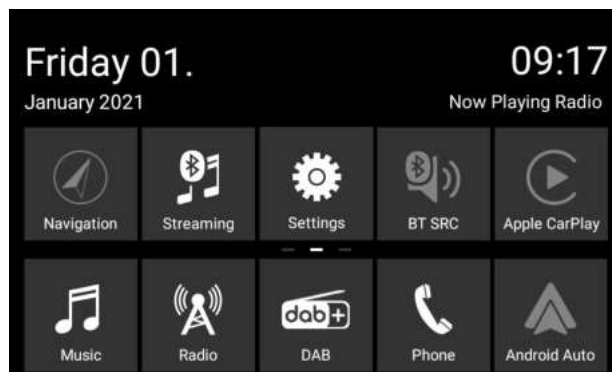 Friday 01.
09:17
January 2021
Now Playing Radio
Navigation
Streaming
Settings
BT SRC
Apple CarPlay
dab+
Music
Radio
DAB
Phone
Android Auto